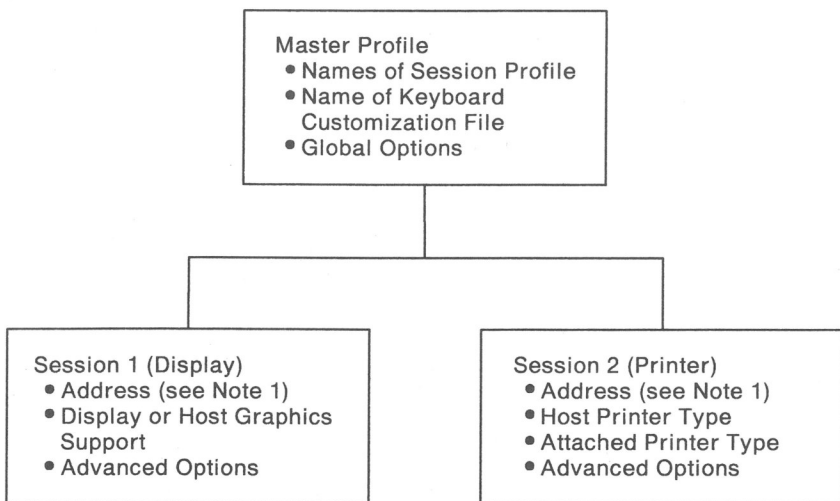 Master Profile
• Names of Session Profile
• Name of Keyboard
Customization File
• Global Options
Session 1 (Display)
• Address (see Note 1)
• Display or Host Graphics
Support
• Advanced Options
Session 2 (Printer)
• Address (see Note 1)
• Host Printer Type
• Attached Printer Type
• Advanced Options